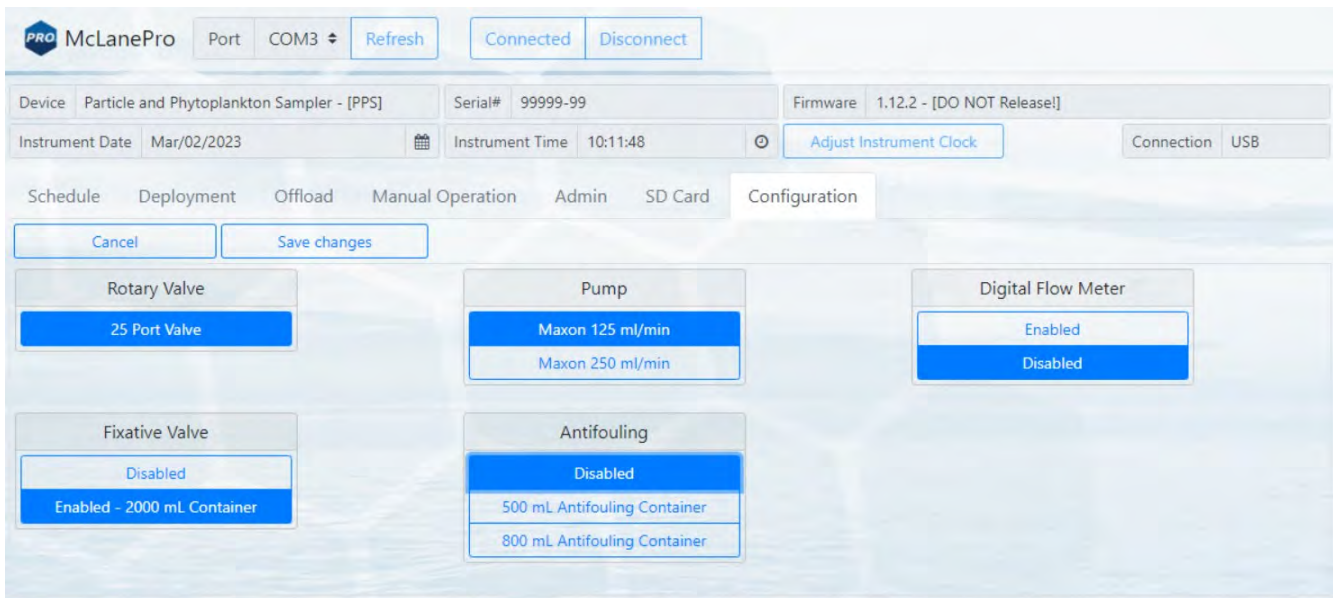 PRO McLanePro Port COM3 Refresh Connected Disconnect
Device Particle and Phytoplankton Sampler - [PPS] Serial# 99999-99 Firmware 1.12.2 - [DO NOT Release!]
Instrument Date Mar/02/2023 Instrument Time 10:11:48 Adjust Instrument Clock Connection USB
Schedule Deployment Offload Manual Operation Admin SD Card Configuration
Cancel Save changes
Rotary Valve Pump Digital Flow Meter
25 Port Valve Maxon 125 ml/min Enabled
Maxon 250 ml/min Disabled
Fixative Valve Antifouling
Disabled Disabled
Enabled - 2000 mL Container 500 mL Antifouling Container
800 mL Antifouling Container